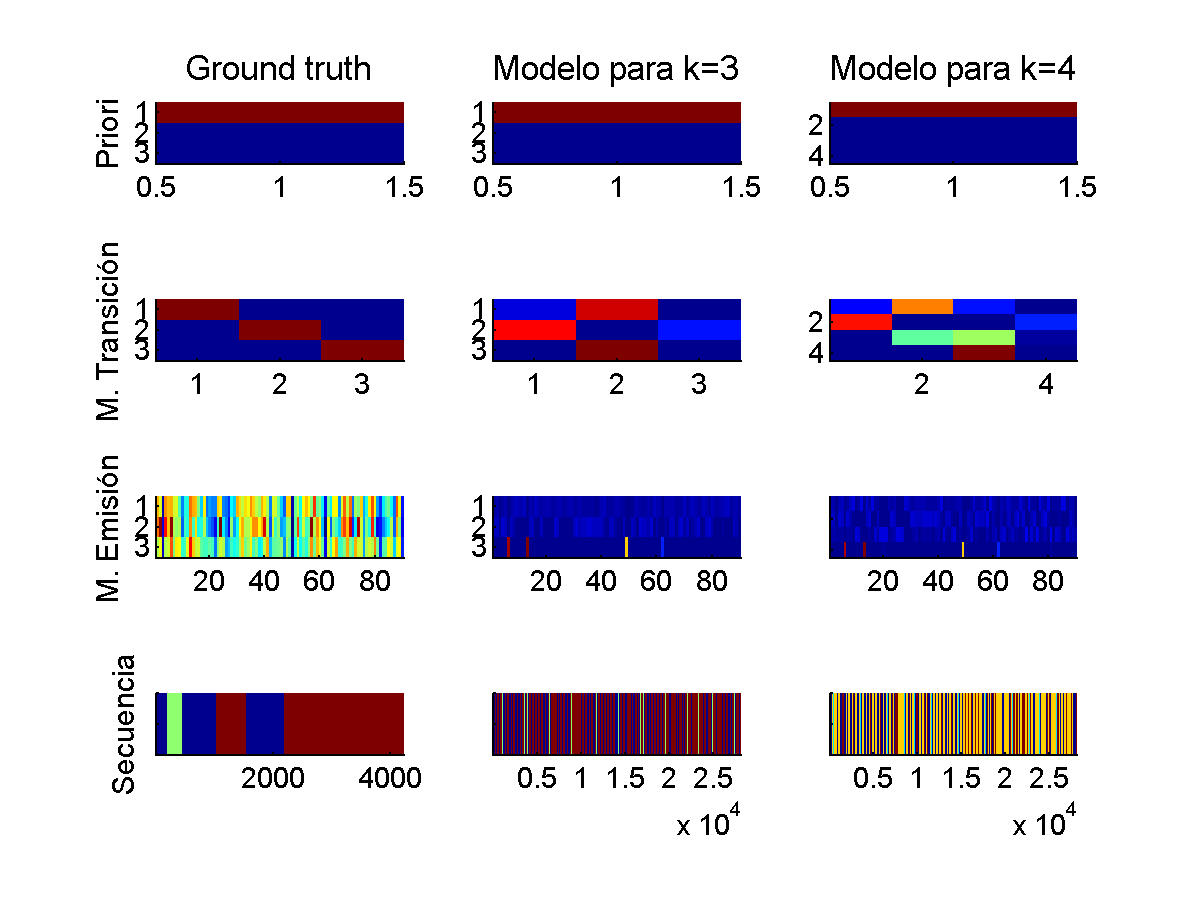 Ground truth Modelo para k=3 Modelo para k=4
Priori
1 2 3
0.5 1 1.5
1 2 3
0.5 1 1.5
2 4
0.5 1 1.5
M. Transición
1 2 3
1 2 3
1 2 3
1 2 3
2 4
2 4
M. Emisión
1 2 3
20 40 60 80
1 2 3
20 40 60 80
20 40 60 80
Secuencia
2000 4000
0.5 1 1.5 2 2.5
x 10^4
0.5 1 1.5 2 2.5
x 10^4